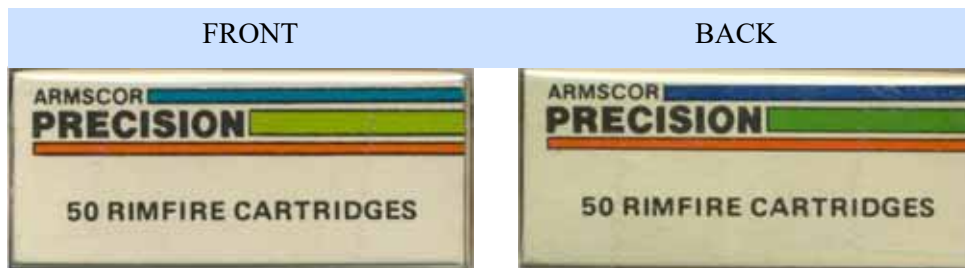 FRONT
BACK
ARMSCOR
PRECISION
50 RIMFIRE CARTRIDGES
ARMSCOR
PRECISION
50 RIMFIRE CARTRIDGES